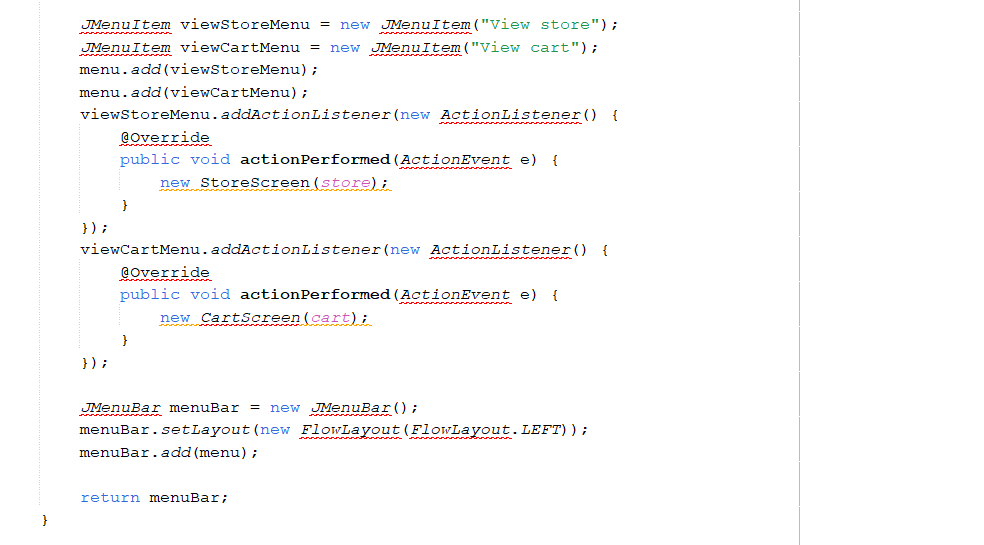 JMenuItem viewStoreMenu = new JMenuItem("View store");
JMenuItem viewCartMenu = new JMenuItem("View cart");
menu.add(viewStoreMenu);
menu.add(viewCartMenu);
viewStoreMenu.addActionListener(new ActionListener() {
@Override
public void actionPerformed(ActionEvent e) {
new StoreScreen(store);
}
});
viewCartMenu.addActionListener(new ActionListener() {
@Override
public void actionPerformed(ActionEvent e) {
new CartScreen(cart);
}
});
JMenuBar menuBar = new JMenuBar();
menuBar.setLayout(new FlowLayout(FlowLayout.LEFT));
menuBar.add(menu);
return menuBar;
}